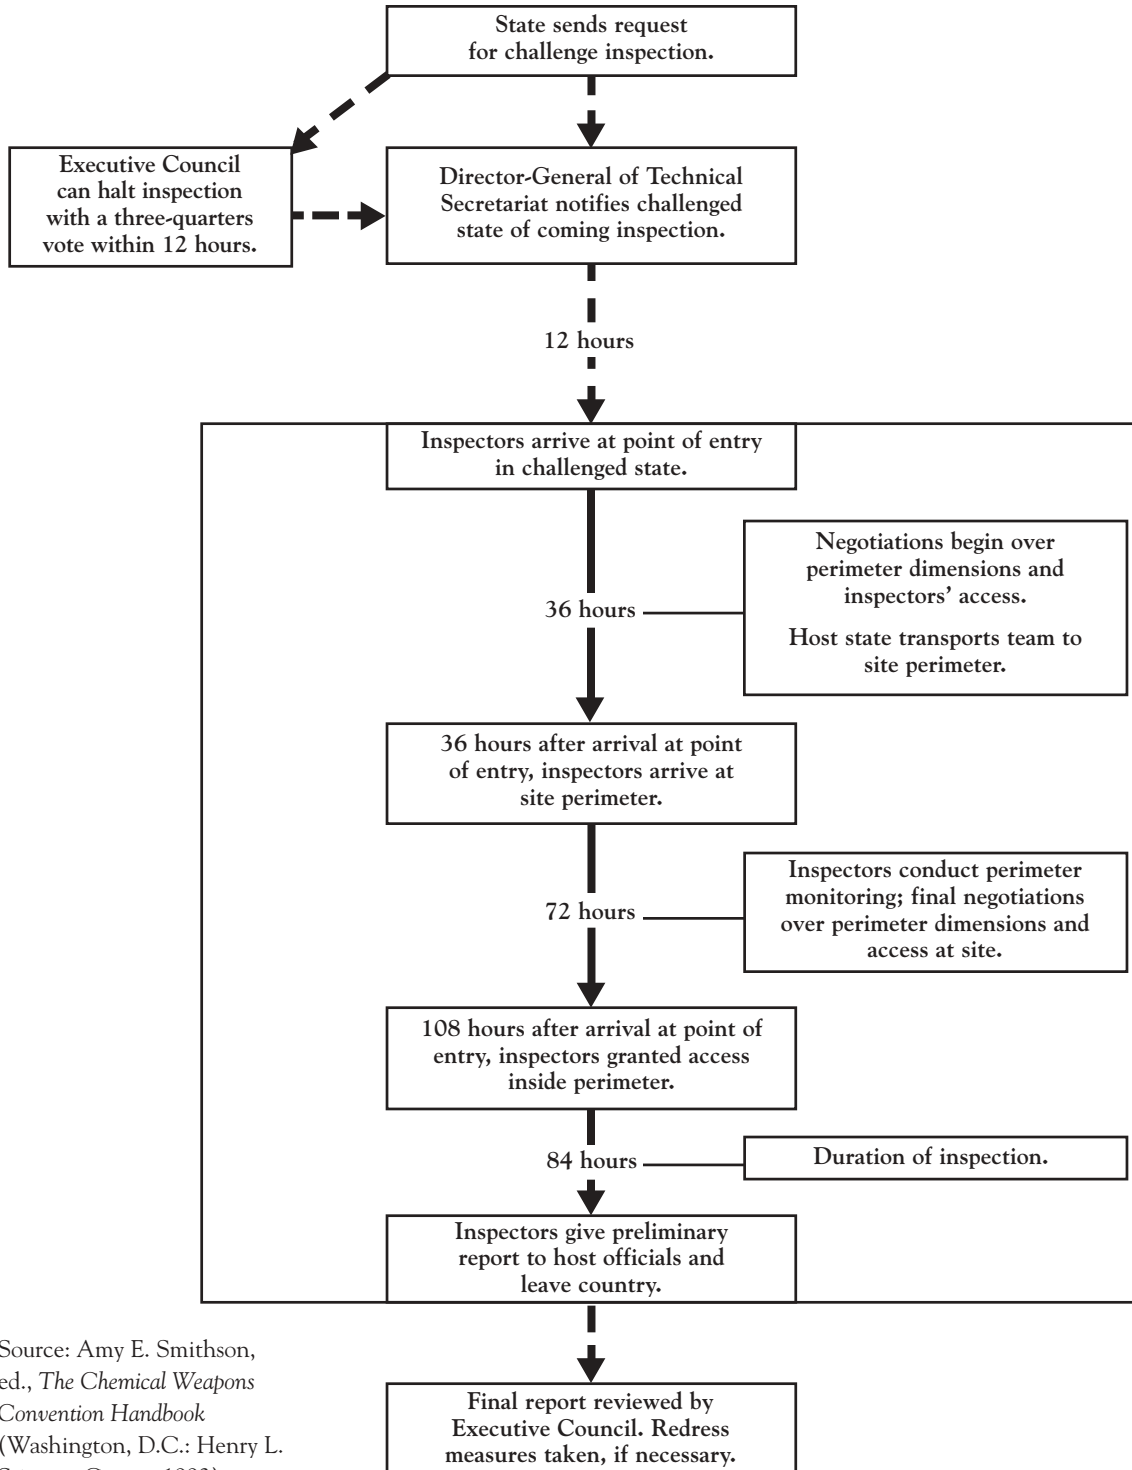 State sends request
for challenge inspection.
Executive Council
can halt inspection
with a three-quarters
vote within 12 hours.
Director-General of Technical
Secretariat notifies challenged
state of coming inspection.
12 hours
Inspectors arrive at point of entry
in challenged state.
Negotiations begin over
perimeter dimensions and
inspectors’ access.
Host state transports team to
site perimeter.
36 hours
36 hours after arrival at point
of entry, inspectors arrive at
site perimeter.
Inspectors conduct perimeter
monitoring; final negotiations
over perimeter dimensions and
access at site.
72 hours
108 hours after arrival at point of
entry, inspectors granted access
inside perimeter.
84 hours
Duration of inspection.
Inspectors give preliminary
report to host officials and
leave country.
Source: Amy E. Smithson,
ed., The Chemical Weapons
Convention Handbook
(Washington, D.C.: Henry L.
Final report reviewed by
Executive Council. Redress
measures taken, if necessary.